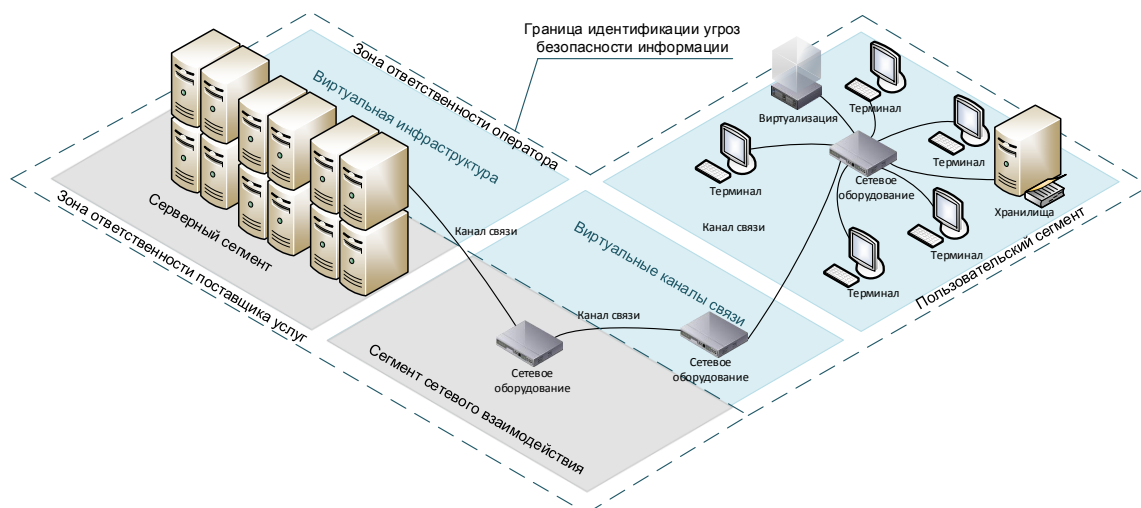 Граница идентификации угроз
безопасности информации
Зона ответственности оператора
Виртуальная инфраструктура
Серверный сегмент
Зона ответственности поставщика услуг
Канал связи
Виртуальные каналы связи
Канал связи
Сетевое
оборудование
Сетевое
оборудование
Сегмент сетевого взаимодействия
Виртуализация
Терминал
Терминал
Терминал
Сетевое
оборудование
Хранилища
Терминал
Канал связи
Терминал
Пользовательский сегмент